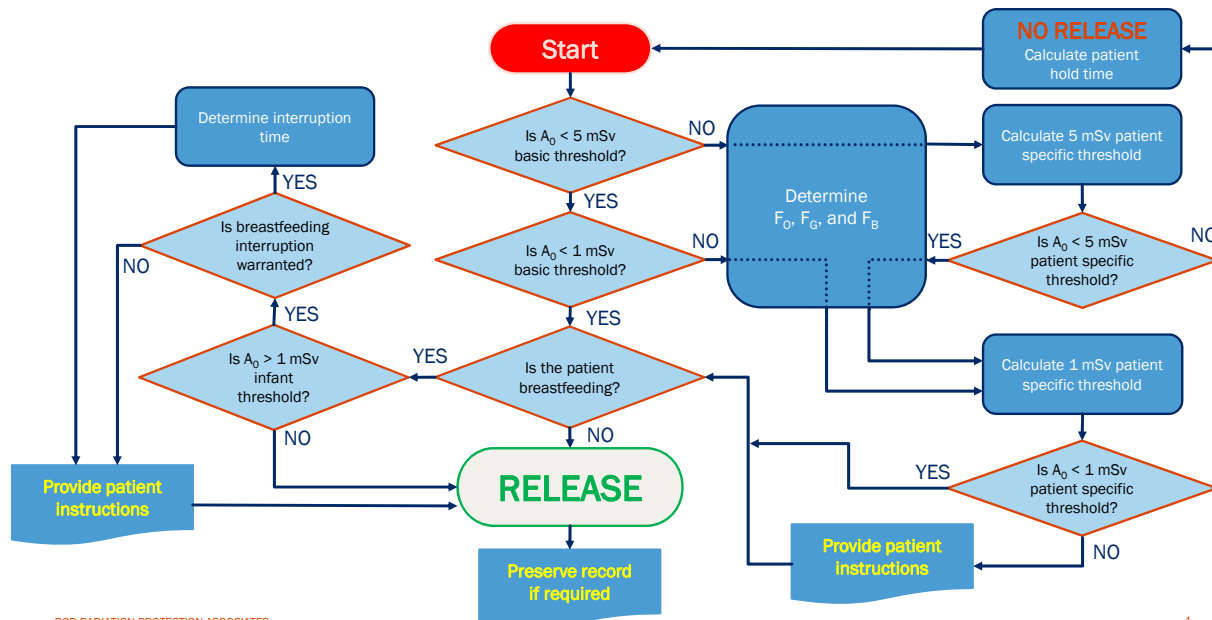 Start
NO RELEASE
Calculate patient
hold time
Determine interruption
time
Is A₀ < 5 mSv
basic threshold?
NO
Calculate 5 mSv patient
specific threshold
YES
YES
Determine
F₀, F_G, and F_B
Is breastfeeding
interruption
warranted?
NO
Is A₀ < 1 mSv
basic threshold?
NO
YES
Is A₀ < 5 mSv
patient specific
threshold?
NO
YES
YES
Is A₀ > 1 mSv
infant
threshold?
YES
Is the patient
breastfeeding?
Calculate 1 mSv patient
specific threshold
NO
NO
RELEASE
YES
Is A₀ < 1 mSv
patient specific
threshold?
Provide patient
instructions
NO
Provide patient
instructions
Preserve record
if required